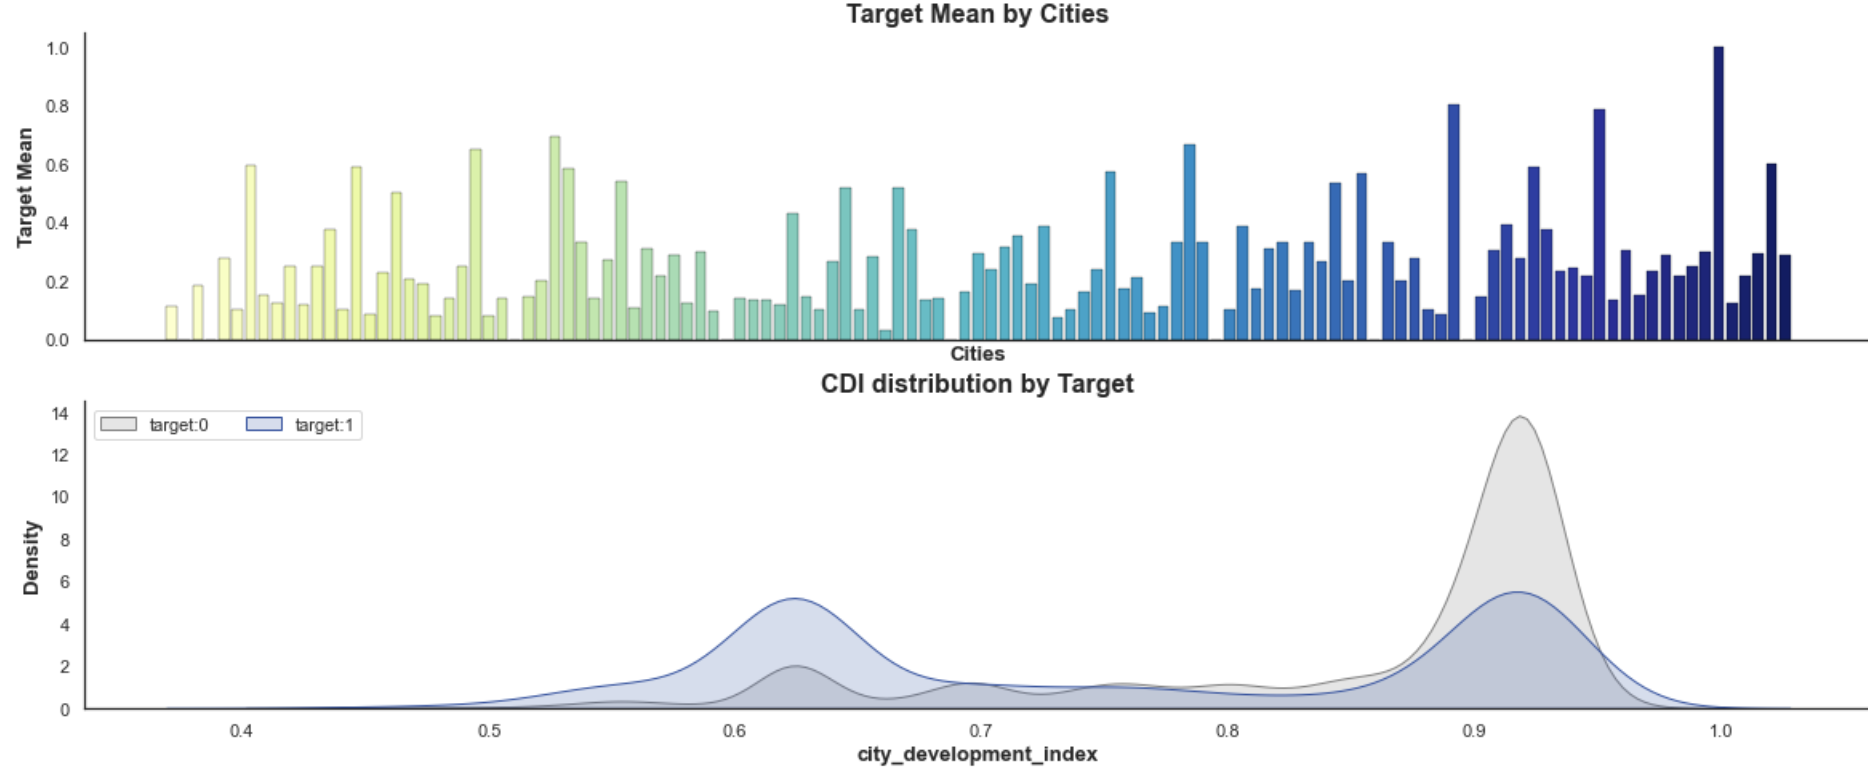 Target Mean by Cities
1.0
0.8
0.6
0.4
0.2
0.0
Target Mean
Cities
CDI distribution by Target
14
12
10
8
6
4
2
0
Density
target:0 target:1
0.4 0.5 0.6 0.7 0.8 0.9 1.0
city_development_index